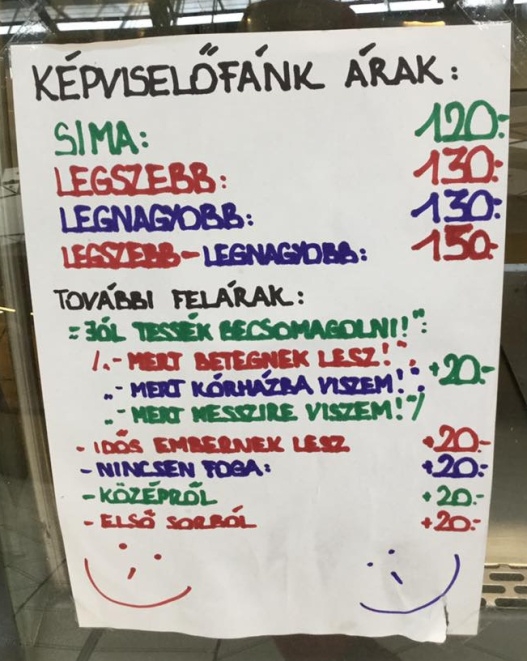 KÉPVISELŐFÁNK ÁRAK:
SIMA: 120.-
LEGSZEBB: 130.-
LEGNAGYOBB: 130.-
LEGSZEBB-LEGNAGYOBB: 150.-
TOVÁBBI FELÁRAK:
- "JÓL TESSÉK BECSOMAGOLNI!":
/.- MERT BETEGNEK LESZ!":
"- MERT KÓRHÁZBA VISZEM!": +20.-
"- MERT MESSZIRE VISZEM!"/
- IDŐS EMBERNEK LESZ +20.-
- NINCSEN FOGA: +20.-
- KÖZÉPRŐL +20.-
- ELSŐ SORBÓL +20.-